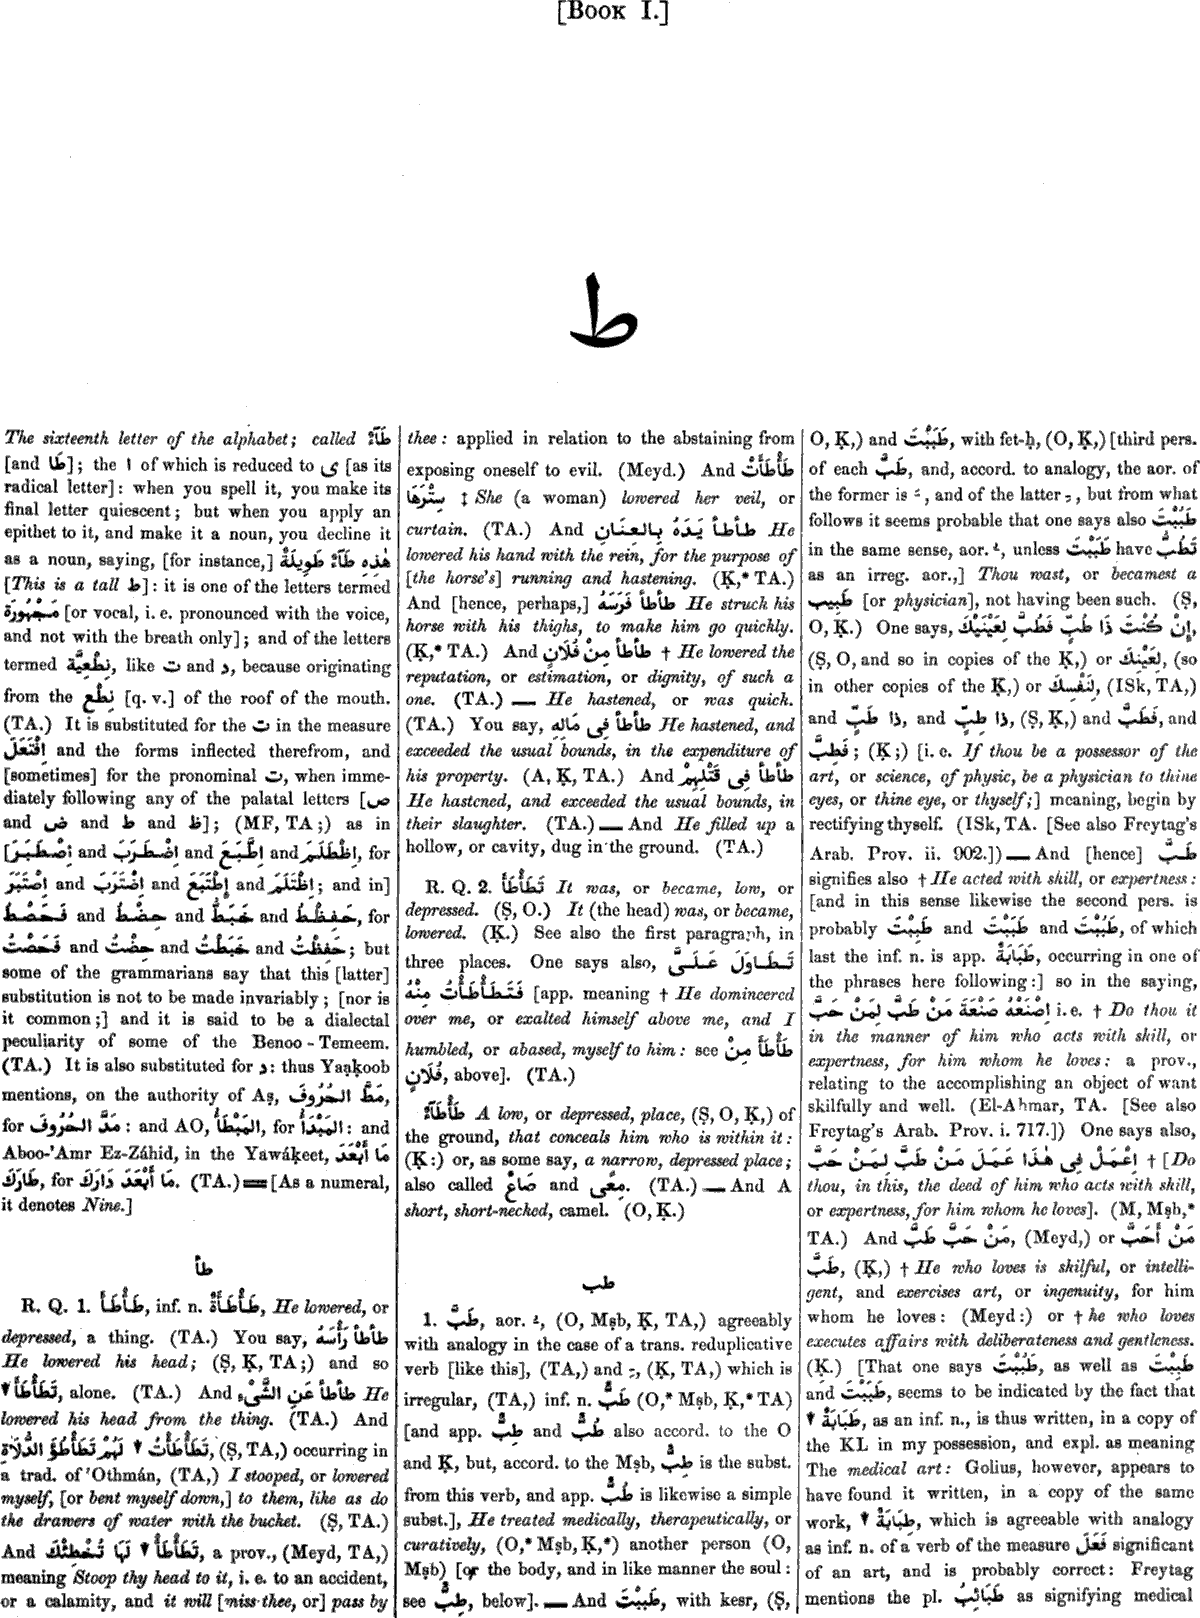 [BOOK I.]
ط
The sixteenth letter of the alphabet; called طَآءٌ
[and طَا]; the ا of which is reduced to ى [as its
radical letter]: when you spell it, you make its
final letter quiescent; but when you apply an
epithet to it, and make it a noun, you decline it
as a noun, saying, [for instance,] هٰذِهِ طَآءٌ طَوِيلَةٌ
[This is a tall ط]: it is one of the letters termed
مَجْهُورَة [or vocal, i. e. pronounced with the voice,
and not with the breath only]; and of the letters
termed نِطْعِيَّة, like ت and د, because originating
from the نِطْع [q. v.] of the roof of the mouth.
(TA.) It is substituted for the ت in the measure
اِفْتَعَلَ and the forms inflected therefrom, and
[sometimes] for the pronominal ت, when imme-
diately following any of the palatal letters [ص
and ض and ط and ظ]; (MF, TA;) as in
[اِظْطَلَمَ and اِطَّبَعَ and اِضْطَرَبَ and اِصْطَبَرَ, for
اِظْتَلَمَ and اِطْتَبَعَ and اِضْتَرَبَ and اِصْتَبَرَ; and in]
حَفِظْطُ and خَبَطُّ and حِضْطُ and فَحَصْطُ, for
حَفِظْتُ and خَبَطْتُ and حِضْتُ and فَحَصْتُ; but
some of the grammarians say that this [latter]
substitution is not to be made invariably; [nor is
it common;] and it is said to be a dialectal
peculiarity of some of the Benoo-Temeem.
(TA.) It is also substituted for د: thus Yaạḳoob
mentions, on the authority of Aṣ, مَطَّ الحُرُوفَ,
for مَدَّ الحُرُوفَ: and AO, المَبْطَأُ, for المَبْدَأُ: and
Aboo-'Amr Ez-Záhid, in the Yawáḳeet, مَا أَبْعَدَ
طَارَكَ, for مَا أَبْعَدَ دَارَكَ. (TA.) ═ [As a numeral,
it denotes Nine.]
طأ
R. Q. 1. طَأْطَأَ, inf. n. طَأْطَأَةٌ, He lowered, or
depressed, a thing. (TA.) You say, طأطأ رَأْسَهُ
He lowered his head; (Ṣ, Ḳ, TA;) and so
▼ تَطَأْطَأَ, alone. (TA.) And طأطأ عَنِ الشَّىْءِ He
lowered his head from the thing. (TA.) And
تَطَأْطَأْتُ ▼ لَهُمْ تَطَأْطُؤَ الدُّلَاةِ, (Ṣ, TA,) occurring in
a trad. of 'Othmán, (TA,) I stooped, or lowered
myself, [or bent myself down,] to them, like as do
the drawers of water with the bucket. (Ṣ, TA.)
And تَطَأْطَأْ ▼ لَهَا تُخْطِئْكَ, a prov., (Meyd, TA,)
meaning Stoop thy head to it, i. e. to an accident,
or a calamity, and it will [miss thee, or] pass by
thee: applied in relation to the abstaining from
exposing oneself to evil. (Meyd.) And طَأْطَأَتْ
سِتْرَهَا ‡ She (a woman) lowered her veil, or
curtain. (TA.) And طأطأ يَدَهُ بِالعِنَانِ He
lowered his hand with the rein, for the purpose of
[the horse's] running and hastening. (Ḳ,* TA.)
And [hence, perhaps,] طأطأ فَرَسَهُ He struck his
horse with his thighs, to make him go quickly.
(Ḳ,* TA.) And طأطأ مِنْ فُلَانٍ † He lowered the
reputation, or estimation, or dignity, of such a
one. (TA.) — He hastened, or was quick.
(TA.) You say, طأطأ فِى مَالِهِ He hastened, and
exceeded the usual bounds, in the expenditure of
his property. (A, Ḳ, TA.) And طأطأ فِى قَتْلِهِمْ
He hastened, and exceeded the usual bounds, in
their slaughter. (TA.) — And He filled up a
hollow, or cavity, dug in the ground. (TA.)
R. Q. 2. تَطَأْطَأَ It was, or became, low, or
depressed. (Ṣ, O.) It (the head) was, or became,
lowered. (Ḳ.) See also the first paragraph, in
three places. One says also, تَطَاوَلَ عَلَىَّ
فَتَطَأْطَأْتُ مِنْهُ [app. meaning † He domineered
over me, or exalted himself above me, and I
humbled, or abased, myself to him: see طَأْطَأَ مِنْ
فُلَانٍ, above]. (TA.)
طَأْطَآءٌ A low, or depressed, place, (Ṣ, O, Ḳ,) of
the ground, that conceals him who is within it:
(Ḳ:) or, as some say, a narrow, depressed place;
also called صَاعٌ and مِعًى. (TA.) — And A
short, short-necked, camel. (O, Ḳ.)
طب
1. طَبَّ, aor. ـُ, (O, Mṣb, Ḳ, TA,) agreeably
with analogy in the case of a trans. reduplicative
verb [like this], (TA,) and ـِ, (Ḳ, TA,) which is
irregular, (TA,) inf. n. طَبٌّ (O,* Mṣb, Ḳ,* TA)
[and app. طِبٌّ and طُبٌّ also accord. to the O
and Ḳ, but, accord. to the Mṣb, طِبٌّ is the subst.
from this verb, and app. طُبٌّ is likewise a simple
subst.], He treated medically, therapeutically, or
curatively, (O,* Mṣb, Ḳ,*) another person (O,
Mṣb) [or the body, and in like manner the soul:
see طِبٌّ, below]. — And طَبِبْتَ, with kesr, (Ṣ,
O, Ḳ,) and طَبَبْتَ, with fet-ḥ, (O, Ḳ,) [third pers.
of each طَبَّ, and, accord. to analogy, the aor. of
the former is ـَ, and of the latter ـِ, but from what
follows it seems probable that one says also طَبُبْتَ
in the same sense, aor. ـُ, unless طَبِبْتَ have تَطُبُّ
as an irreg. aor.,] Thou wast, or becamest a
طَبِيب [or physician], not having been such. (Ṣ,
O, Ḳ.) One says, إِنْ كُنْتَ ذَا طِبٍّ فَطُبَّ لِعَيْنَيْكَ,
(Ṣ, O, and so in copies of the Ḳ,) or لِعَيْنِكَ, (so
in other copies of the Ḳ,) or لِنَفْسِكَ, (ISk, TA,)
and ذا طَبٍّ, and ذا طُبٍّ, (Ṣ, Ḳ,) and فَطَبَّ, and
فَطِبَّ; (Ḳ;) [i. e. If thou be a possessor of the
art, or science, of physic, be a physician to thine
eyes, or thine eye, or thyself;] meaning, begin by
rectifying thyself. (ISk, TA. [See also Freytag's
Arab. Prov. ii. 902.]) — And [hence] طَبَّ
signifies also † He acted with skill, or expertness:
[and in this sense likewise the second pers. is
probably طَبِبْتَ and طَبَبْتَ and طَبُبْتَ, of which
last the inf. n. is app. طَبَابَةٌ, occurring in one of
the phrases here following:] so in the saying,
اِصْنَعْهُ صَنْعَةَ مَنْ طَبَّ لِمَنْ حَبَّ i. e. † Do thou it
in the manner of him who acts with skill, or
expertness, for him whom he loves: a prov.,
relating to the accomplishing an object of want
skilfully and well. (El-Aḥmar, TA. [See also
Freytag's Arab. Prov. i. 717.]) One says also,
اِعْمَلْ فِى هٰذَا عَمَلَ مَنْ طَبَّ لِمَنْ حَبَّ † [Do
thou, in this, the deed of him who acts with skill,
or expertness, for him whom he loves]. (M, Mṣb,*
TA.) And مَنْ حَبَّ طَبَّ, (Meyd,) or مَنْ أَحَبَّ
طَبَّ, (Ḳ,) † He who loves is skilful, or intelli-
gent, and exercises art, or ingenuity, for him
whom he loves: (Meyd:) or † he who loves
executes affairs with deliberateness and gentleness.
(Ḳ.) [That one says طَبُبْتَ, as well as طَبِبْتَ
and طَبَبْتَ, seems to be indicated by the fact that
▼ طَبَابَةٌ, as an inf. n., is thus written, in a copy of
the KL in my possession, and expl. as meaning
The medical art: Golius, however, appears to
have found it written, in a copy of the same
work, ▼ طِبَابَةٌ, which is agreeable with analogy
as inf. n. of a verb of the measure فَعَلَ significant
of an art, and is probably correct: Freytag
mentions the pl. طَبَائِبُ as signifying medical